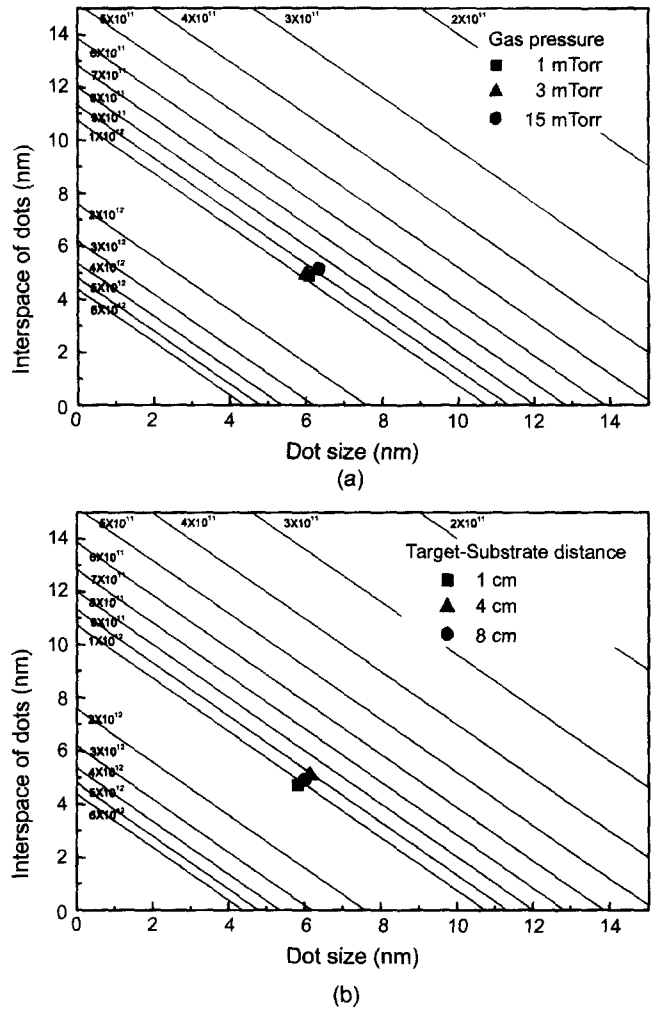 5X10¹¹ 4X10¹¹ 3X10¹¹ 2X10¹¹
Gas pressure
1 mTorr
3 mTorr
15 mTorr
6X10¹¹
7X10¹¹
8X10¹¹
9X10¹¹
1X10¹²
2X10¹²
3X10¹²
4X10¹²
5X10¹²
6X10¹²
14
12
10
8
6
4
2
0
Interspace of dots (nm)
0 2 4 6 8 10 12 14
Dot size (nm)
(a)
5X10¹¹ 4X10¹¹ 3X10¹¹ 2X10¹¹
Target-Substrate distance
1 cm
4 cm
8 cm
6X10¹¹
7X10¹¹
8X10¹¹
9X10¹¹
1X10¹²
2X10¹²
3X10¹²
4X10¹²
5X10¹²
6X10¹²
14
12
10
8
6
4
2
0
Interspace of dots (nm)
0 2 4 6 8 10 12 14
Dot size (nm)
(b)